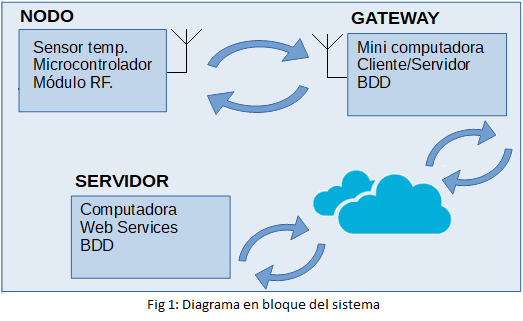 NODO
Sensor temp.
Microcontrolador
Módulo RF.
GATEWAY
Mini computadora
Cliente/Servidor
BDD
SERVIDOR
Computadora
Web Services
BDD
Fig 1: Diagrama en bloque del sistema